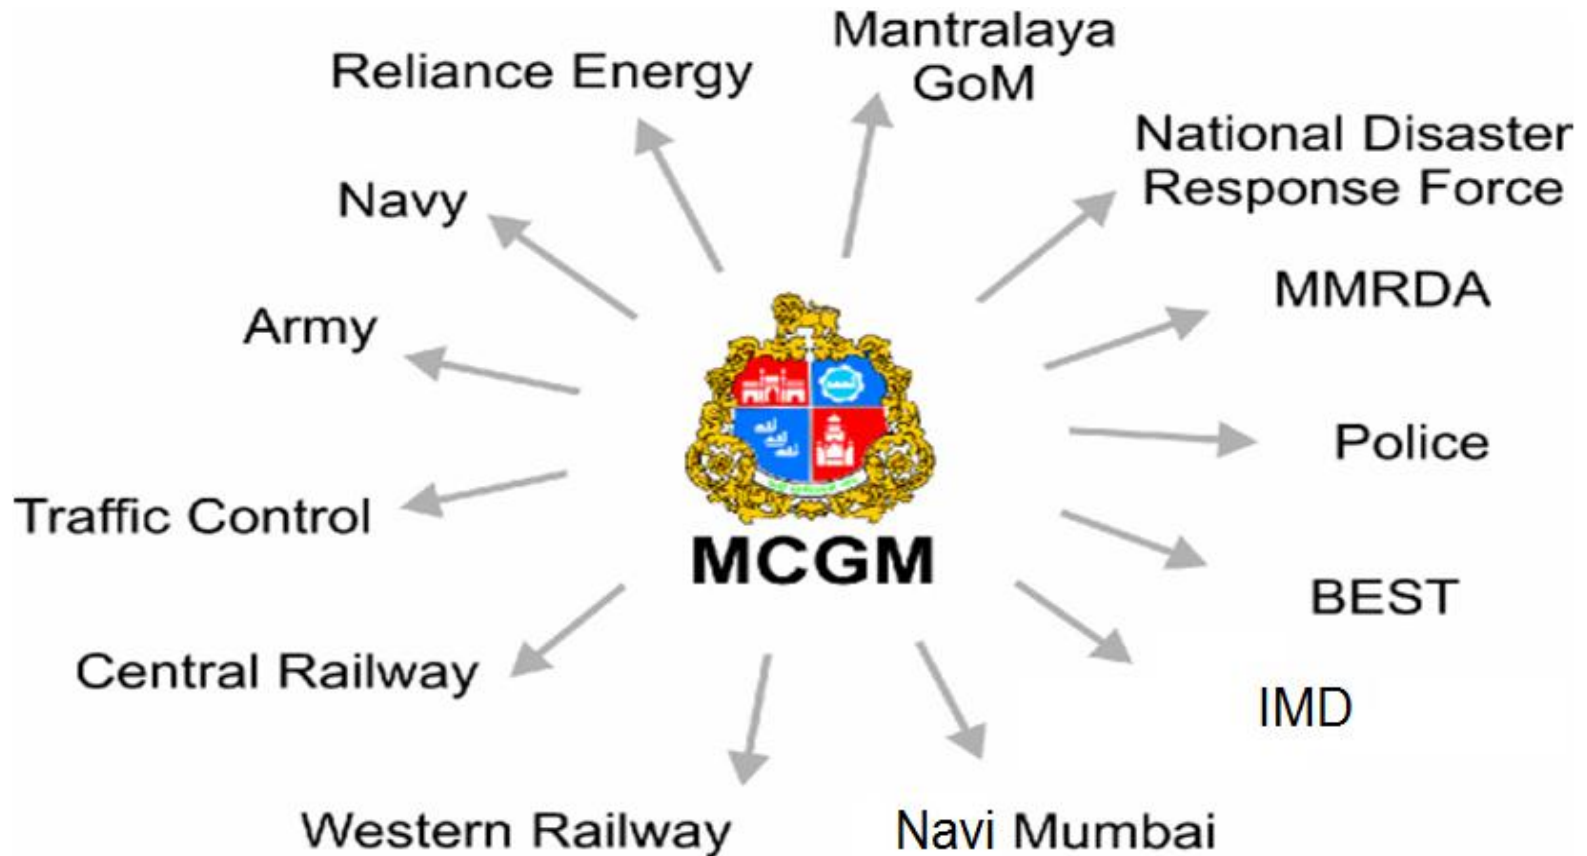 Mantralaya
GoM
Reliance Energy
National Disaster
Response Force
Navy
MMRDA
Army
Police
Traffic Control
MCGM
BEST
Central Railway
IMD
Western Railway
Navi Mumbai